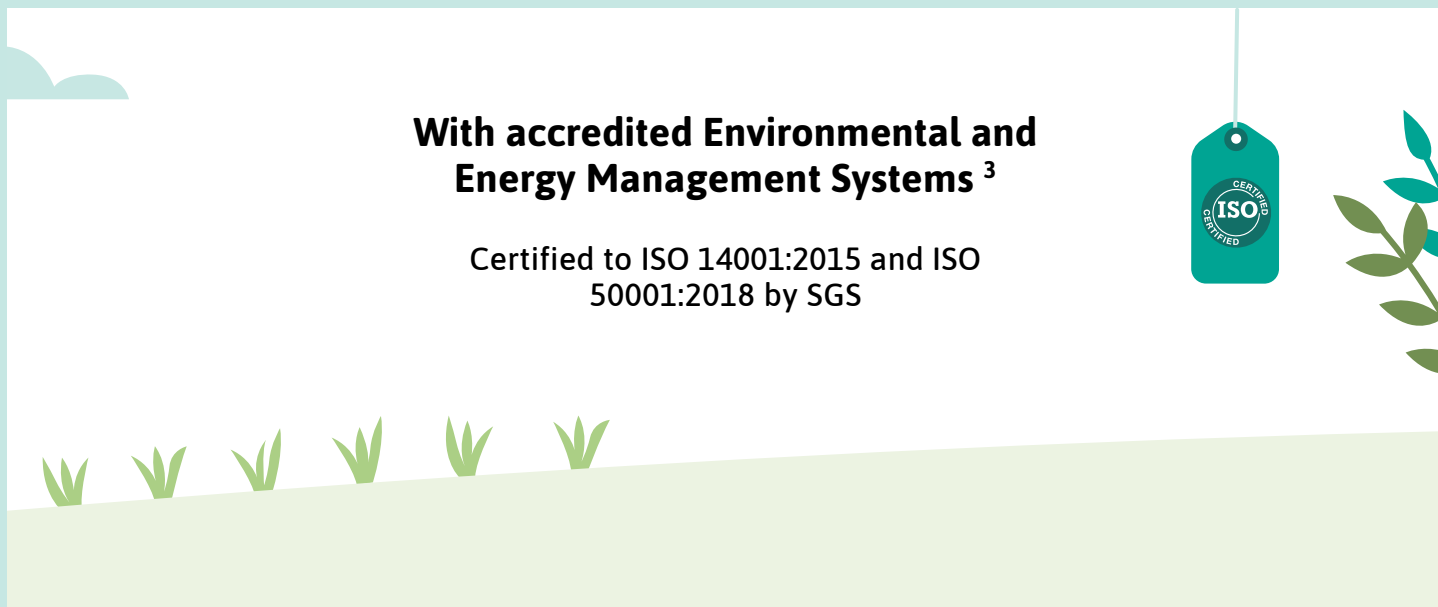 With accredited Environmental and
Energy Management Systems ³
Certified to ISO 14001:2015 and ISO
50001:2018 by SGS
CERTIFIED
ISO
CERTIFIED